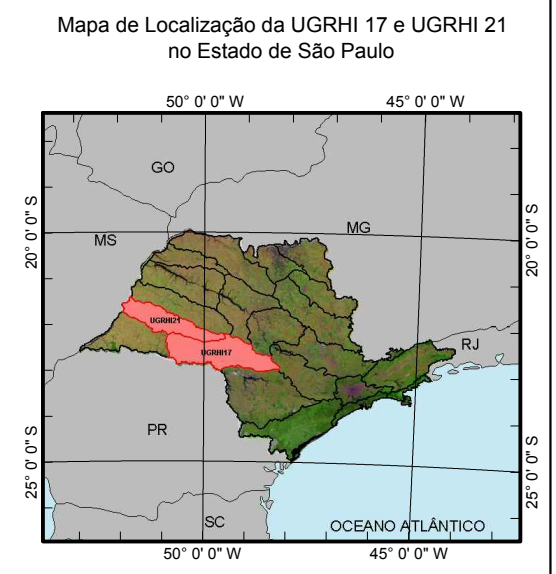 Mapa de Localização da UGRHI 17 e UGRHI 21
no Estado de São Paulo
50° 0' 0" W
45° 0' 0" W
GO
20° 0' 0" S
20° 0' 0" S
MS
MG
UGRHI21
UGRHI17
RJ
PR
25° 0' 0" S
25° 0' 0" S
SC
OCEANO ATLÂNTICO
50° 0' 0" W
45° 0' 0" W